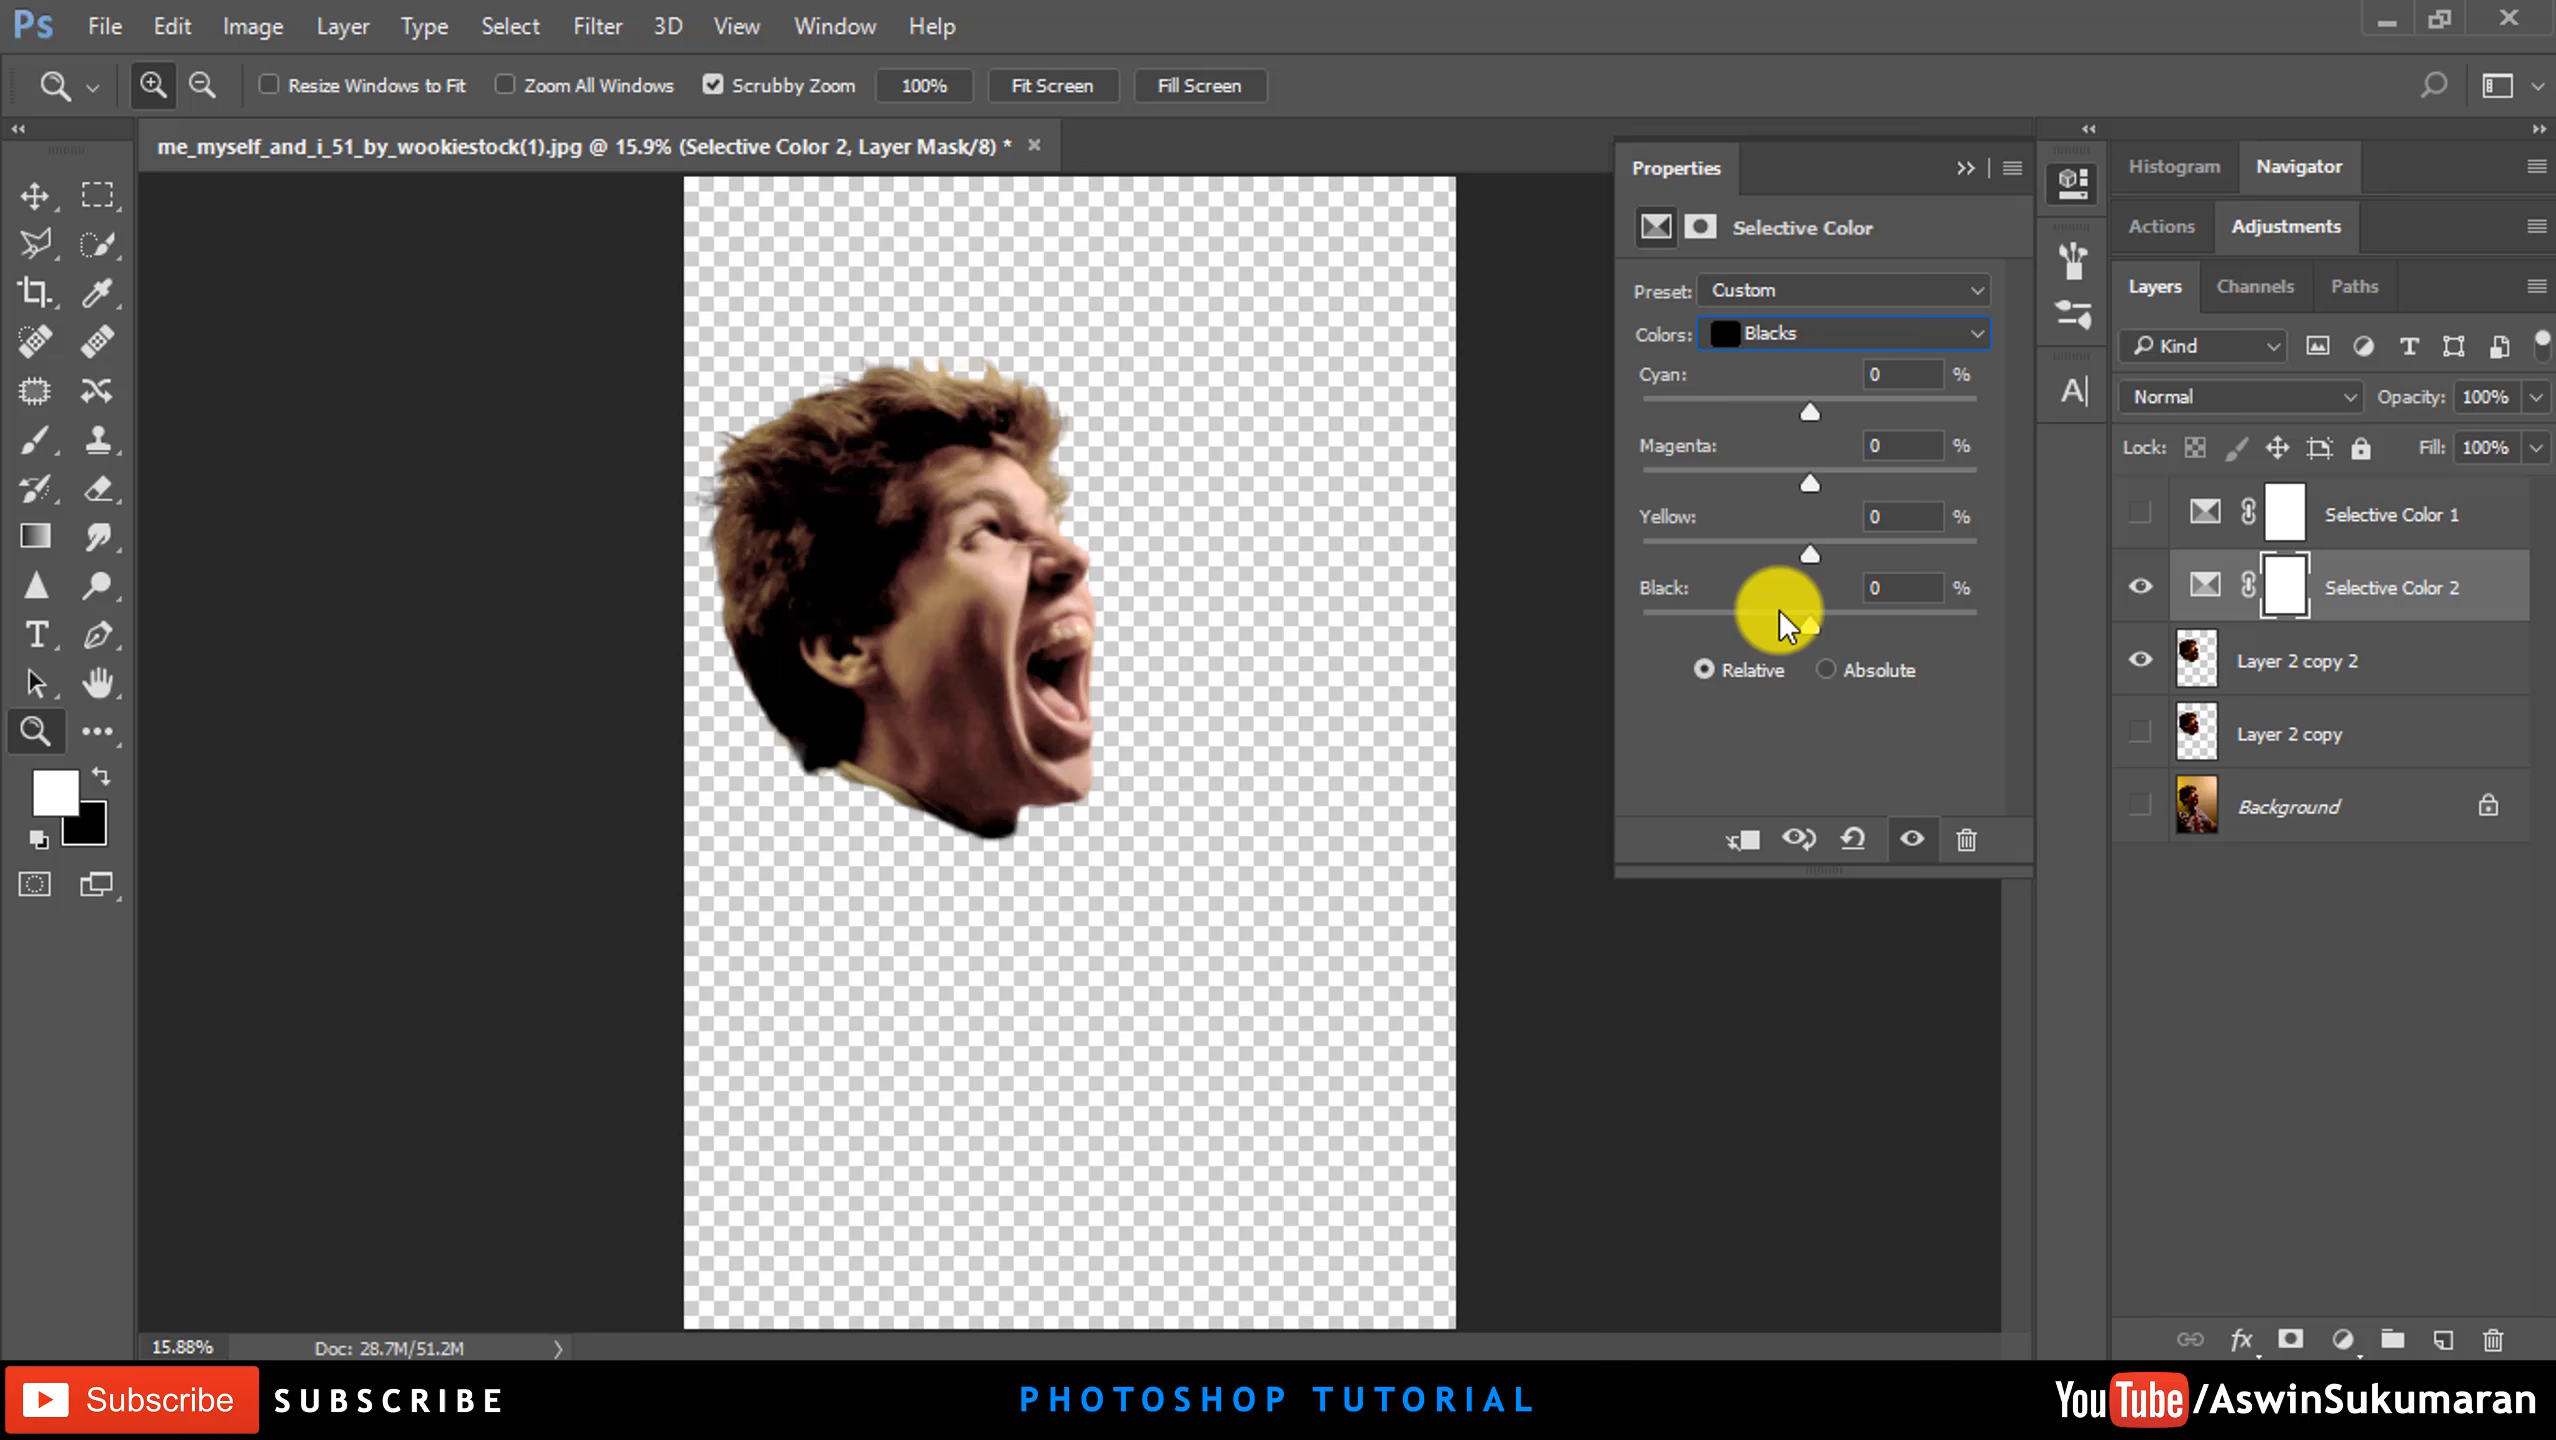 Ps File Edit Image Layer Type Select Filter 3D View Window Help
Resize Windows to Fit Zoom All Windows Scrubby Zoom 100% Fit Screen Fill Screen
me_myself_and_i_51_by_wookiestock(1).jpg @ 15.9% (Selective Color 2, Layer Mask/8) *
Properties
Selective Color
Preset: Custom
Colors: Blacks
Cyan: 0 %
Magenta: 0 %
Yellow: 0 %
Black: 0 %
Relative Absolute
Histogram Navigator
Actions Adjustments
Layers Channels Paths
Kind
Normal Opacity: 100%
Lock: Fill: 100%
Selective Color 1
Selective Color 2
Layer 2 copy 2
Layer 2 copy
Background
fx
15.88% Doc: 28.7M/51.2M
Subscribe SUBSCRIBE PHOTOSHOP TUTORIAL YouTube/AswinSukumaran